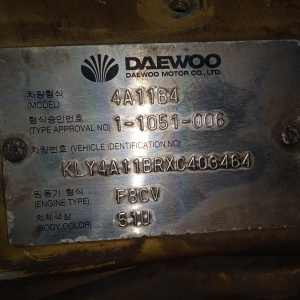 DAEWOO
DAEWOO MOTOR CO., LTD.
차량형식 4A11B4
(MODEL)
형식승인번호 1-1051-006
(TYPE APPROVAL NO)
차량번호 (VEHICLE IDENTIFICATION NO)
KLY4A11BRXC403464
원동기 형식 F8CV
(ENGINE TYPE)
차체색상 51U
(BODY COLOR)